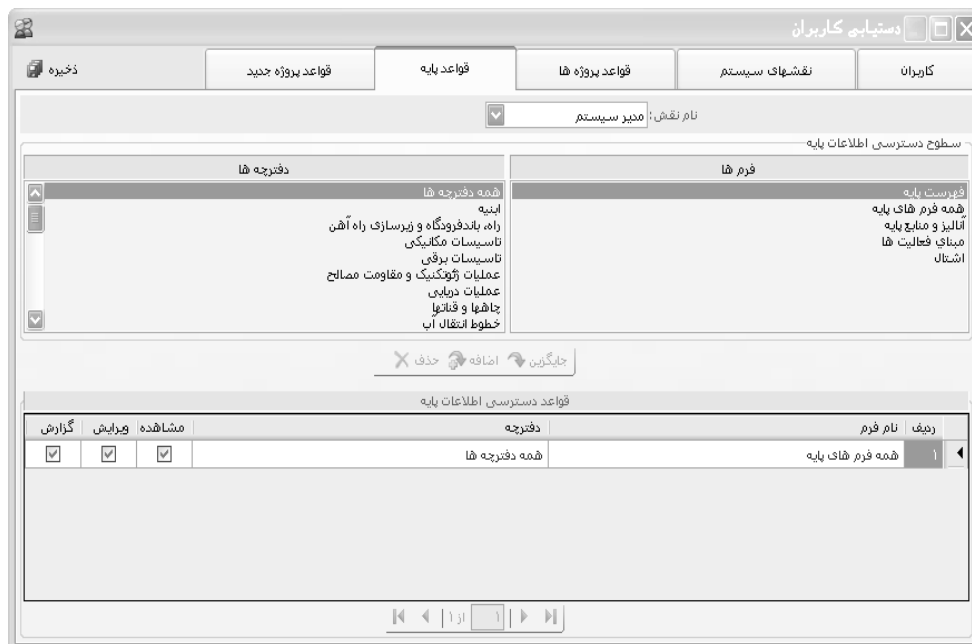 دستیابی کاربران
کاربران
نقشهای سیستم
قواعد پروژه ها
قواعد پایه
قواعد پروژه جدید
ذخیره
نام نقش: مدیر سیستم
سطوح دسترسی اطلاعات پایه
فرم ها
فهرست پایه
همه فرم های پایه
آنالیز و منابع پایه
مبناي فعالیت ها
اشتال
دفترچه ها
همه دفترچه ها
ابنیه
راه، باندفرودگاه و زیرسازی راه آهن
تاسیسات مکانیکی
تاسیسات برقی
عملیات ژئوتکنیک و مقاومت مصالح
عملیات دریایی
چاهها و قناتها
خطوط انتقال آب
جایگزین اضافه حذف
قواعد دسترسی اطلاعات پایه
ردیف نام فرم دفترچه مشاهده ویرایش گزارش
۱ همه فرم های پایه همه دفترچه ها
۱ از ۱